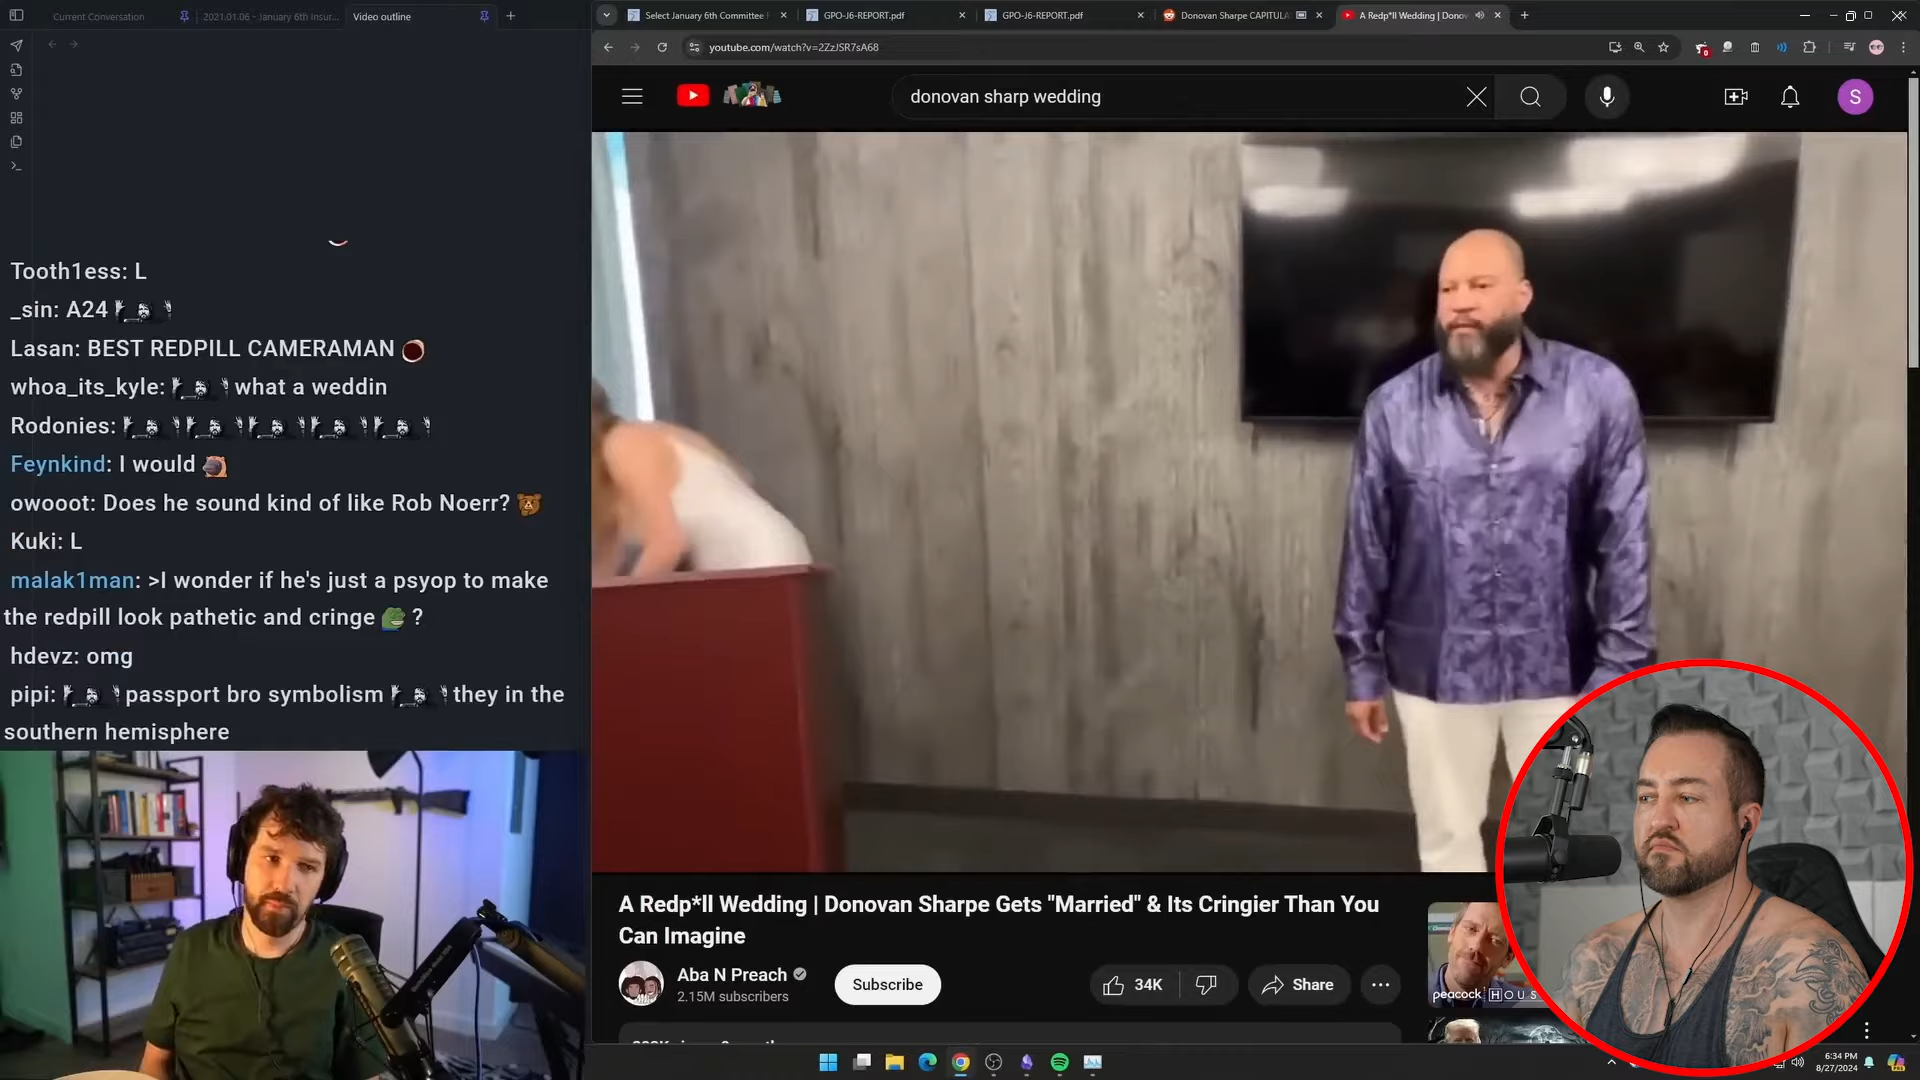 Current Conversation
2021.01.06 - January 6th Insur...
Video outline
Select January 6th Committee
GPO-J6-REPORT.pdf
GPO-J6-REPORT.pdf
Donovan Sharpe CAPITULA
A Redp*ll Wedding | Dono
youtube.com/watch?v=2ZzJSR7sA68
donovan sharp wedding
S
Tooth1ess: L
_sin: A24
Lasan: BEST REDPILL CAMERAMAN
whoa_its_kyle: what a weddin
Rodonies:
Feynkind: I would
owooot: Does he sound kind of like Rob Noerr?
Kuki: L
malak1man: >I wonder if he's just a psyop to make
the redpill look pathetic and cringe ?
hdevz: omg
pipi: passport bro symbolism they in the
southern hemisphere
A Redp*ll Wedding | Donovan Sharpe Gets "Married" & Its Cringier Than You
Can Imagine
Aba N Preach
2.15M subscribers
Subscribe
34K
Share
peacock
HOUS
6:34 PM
8/27/2024